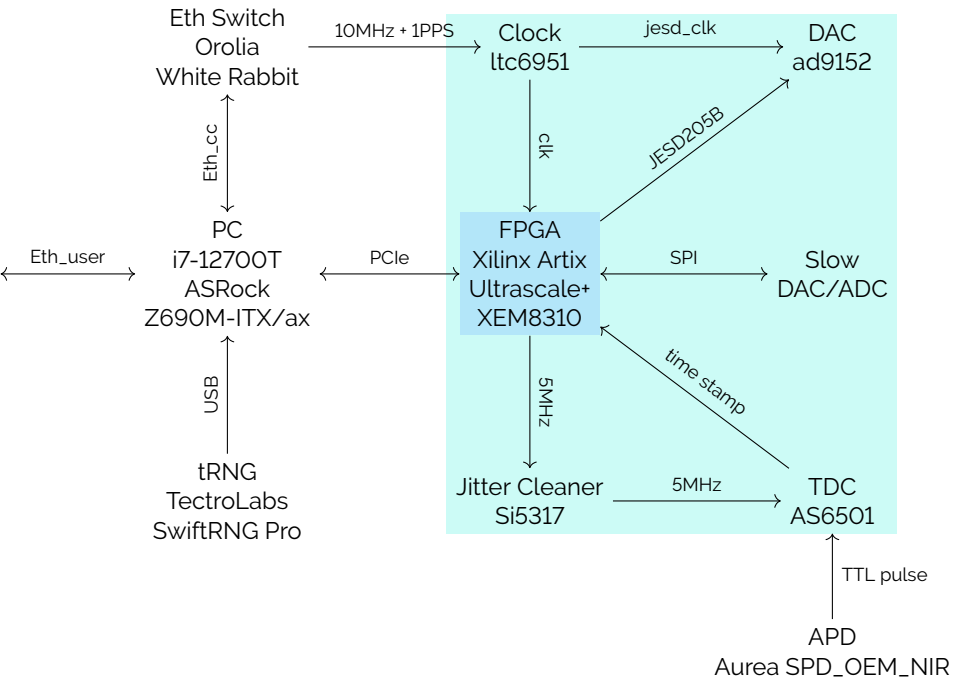 Eth Switch
Orolia
White Rabbit
10MHz + 1PPS
Clock
ltc6951
jesd_clk
DAC
ad9152
Eth_cc
clk
JESD205B
Eth_user
PC
i7-12700T
ASRock
Z690M-ITX/ax
PCIe
FPGA
Xilinx Artix
Ultrascale+
XEM8310
SPI
Slow
DAC/ADC
USB
5MHz
time stamp
tRNG
TectroLabs
SwiftRNG Pro
Jitter Cleaner
Si5317
5MHz
TDC
AS6501
TTL pulse
APD
Aurea SPD_OEM_NIR